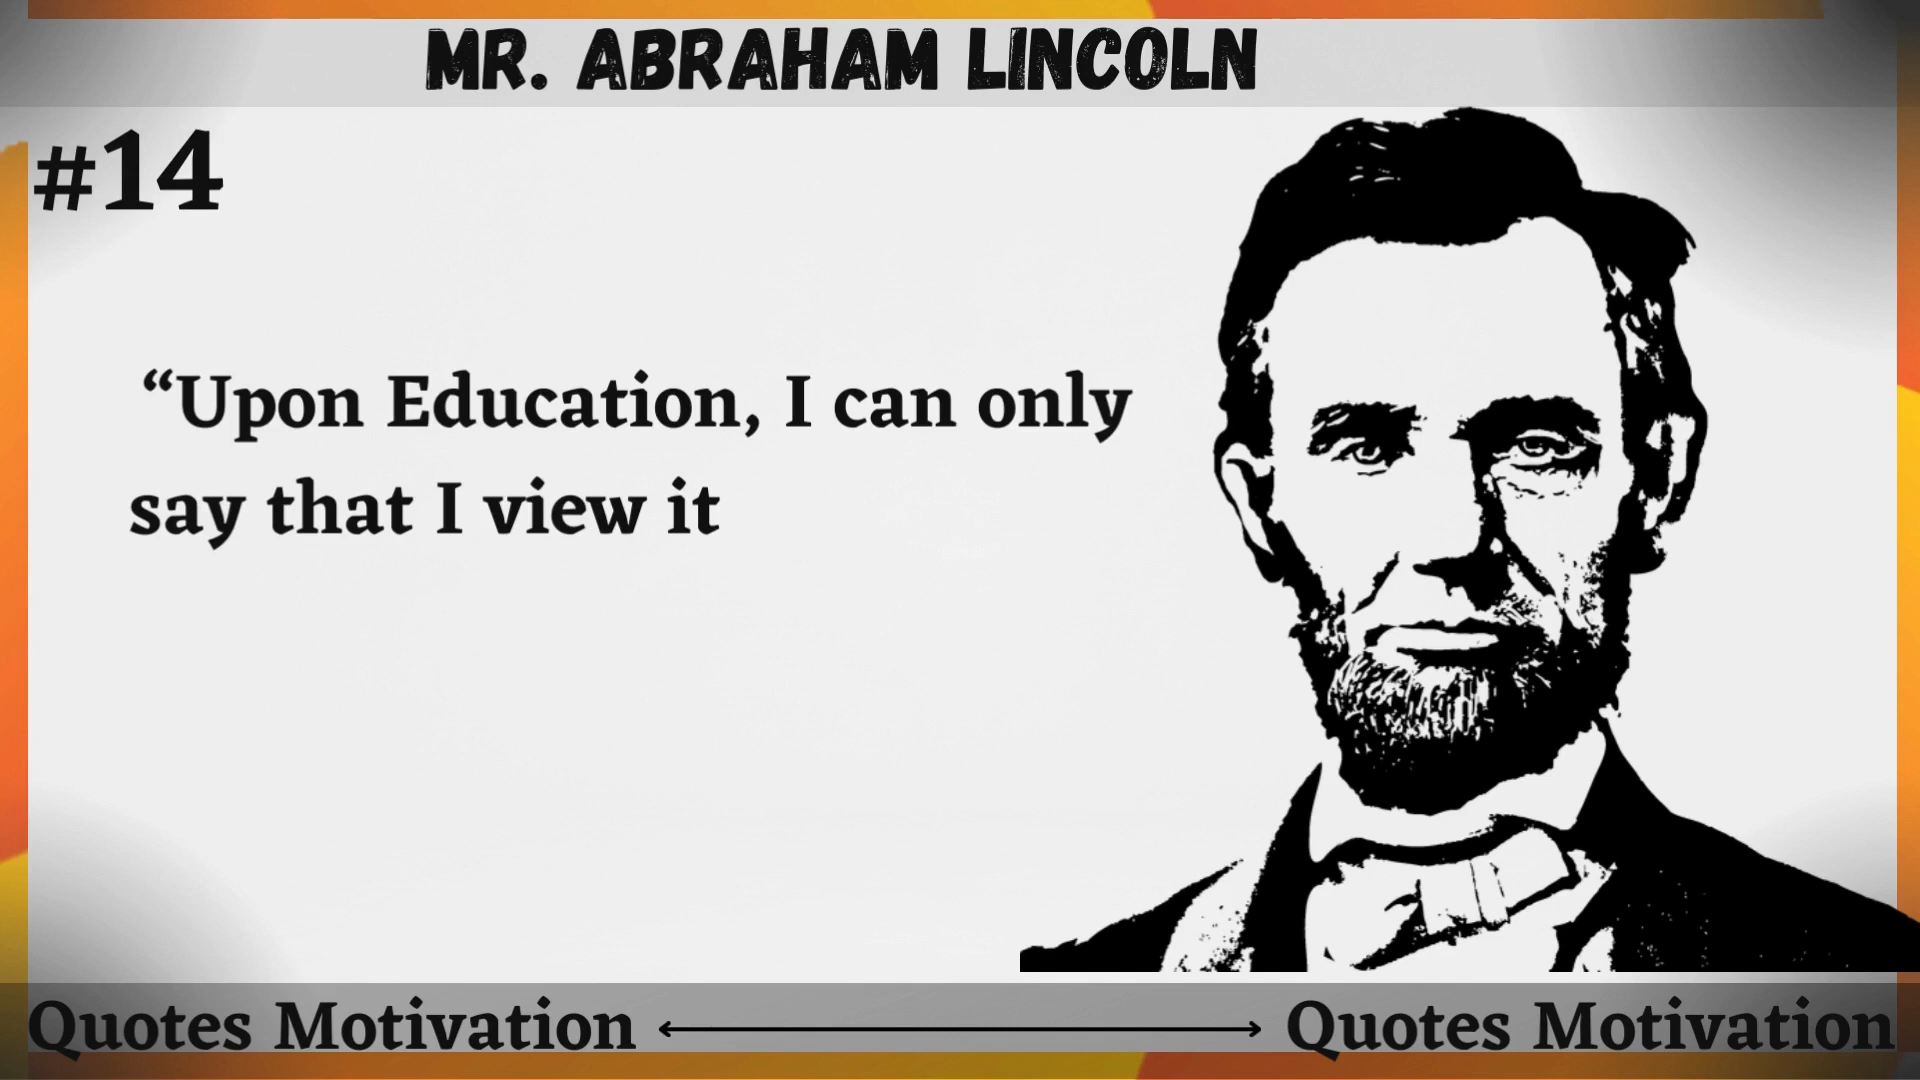 MR. ABRAHAM LINCOLN
#14
“Upon Education, I can only
say that I view it
Quotes Motivation
Quotes Motivation